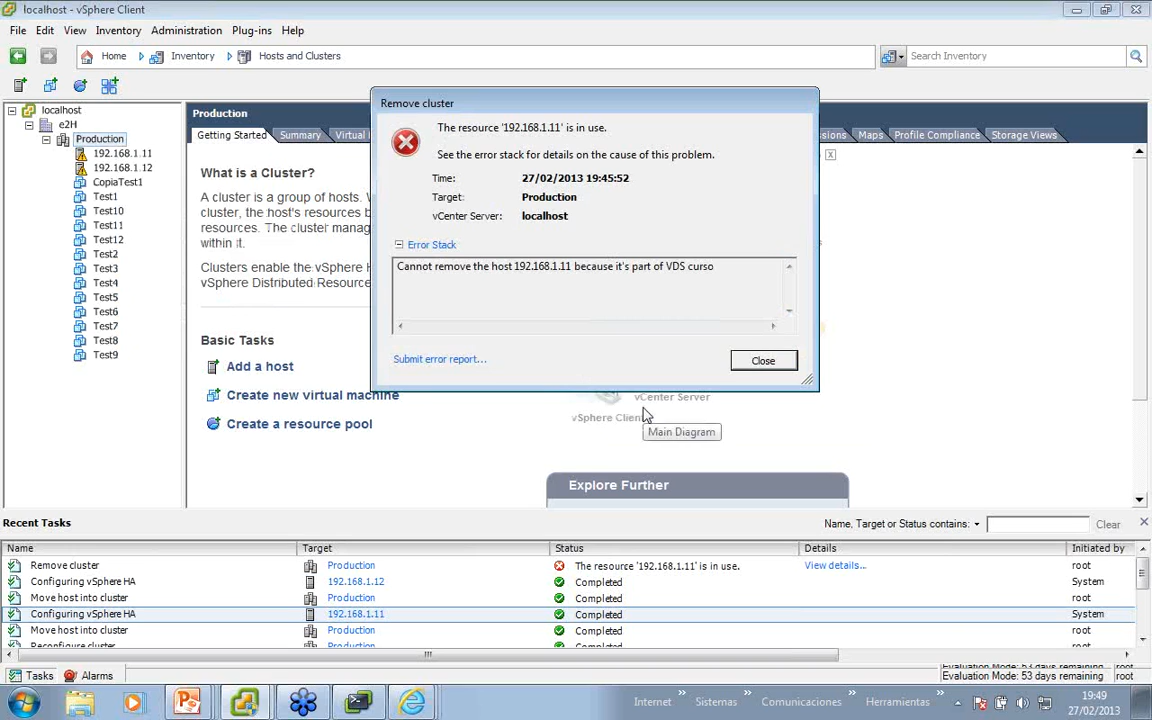 localhost - vSphere Client
File Edit View Inventory Administration Plug-ins Help
Home Inventory Hosts and Clusters
Search Inventory
localhost
e2H
Production
192.168.1.11
192.168.1.12
CopiaTest1
Test1
Test10
Test11
Test12
Test2
Test3
Test4
Test5
Test6
Test7
Test8
Test9
Production
Getting Started Summary Virtual Maps Profile Compliance Storage Views
What is a Cluster?
A cluster is a group of hosts.
cluster, the host's resources
resources. The cluster
within it.
Clusters enable the vSphere
vSphere Distributed
Basic Tasks
Add a host
Create new virtual machine
Create a resource pool
Remove cluster
The resource '192.168.1.11' is in use.
See the error stack for details on the cause of this problem.
Time: 27/02/2013 19:45:52
Target: Production
vCenter Server: localhost
Error Stack
Cannot remove the host 192.168.1.11 because it's part of VDS curso
Submit error report...
Close
vCenter Server
vSphere Client
Main Diagram
Explore Further
Recent Tasks
Name, Target or Status contains: Clear
Name Target Status Details Initiated by
Remove cluster Production The resource '192.168.1.11' is in use. View details... root
Configuring vSphere HA 192.168.1.12 Completed System
Move host into cluster Production Completed root
Configuring vSphere HA 192.168.1.11 Completed System
Move host into cluster Production Completed root
Reconfigure cluster Production Completed root
Tasks Alarms
Evaluation Mode: 53 days remaining root
Internet Sistemas Comunicaciones Herramientas
19:49
27/02/2013